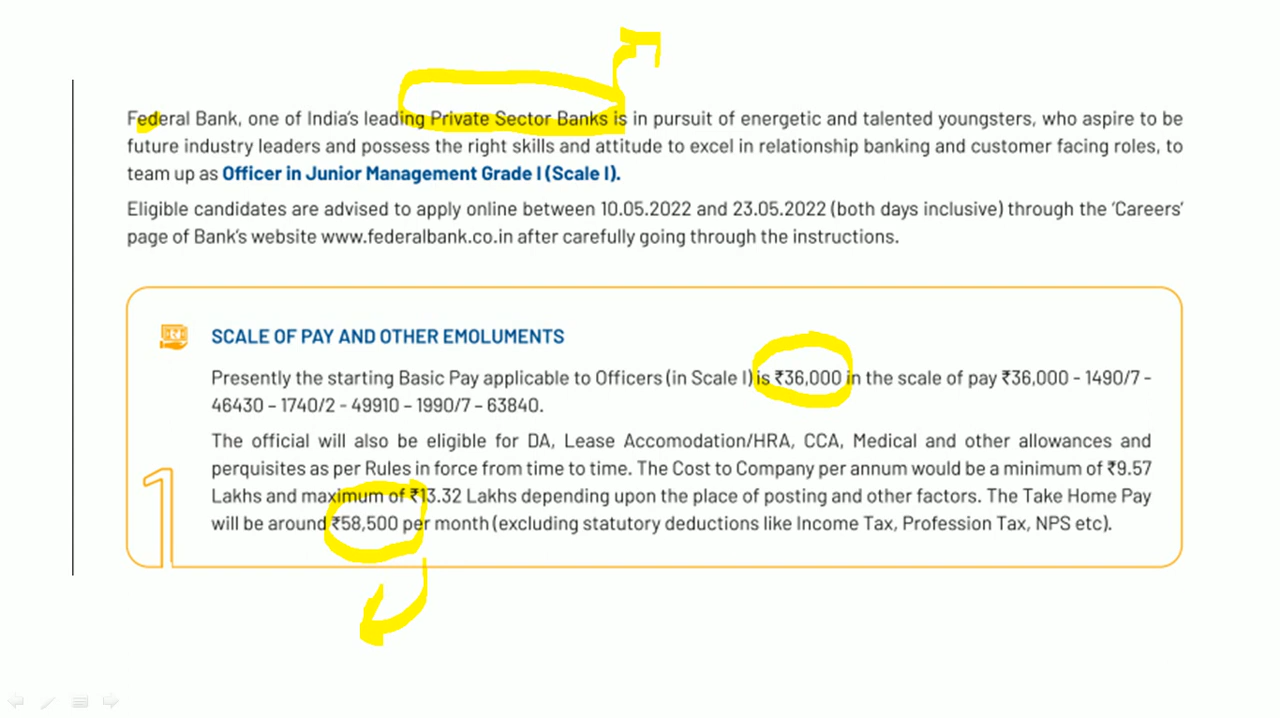 Federal Bank, one of India's leading Private Sector Banks is in pursuit of energetic and talented youngsters, who aspire to be
future industry leaders and possess the right skills and attitude to excel in relationship banking and customer facing roles, to
team up as Officer in Junior Management Grade I (Scale I).
Eligible candidates are advised to apply online between 10.05.2022 and 23.05.2022 (both days inclusive) through the 'Careers'
page of Bank's website www.federalbank.co.in after carefully going through the instructions.
SCALE OF PAY AND OTHER EMOLUMENTS
Presently the starting Basic Pay applicable to Officers (in Scale I) is ₹36,000 in the scale of pay ₹36,000 - 1490/7 -
46430 – 1740/2 - 49910 – 1990/7 – 63840.
The official will also be eligible for DA, Lease Accomodation/HRA, CCA, Medical and other allowances and
perquisites as per Rules in force from time to time. The Cost to Company per annum would be a minimum of ₹9.57
Lakhs and maximum of ₹13.32 Lakhs depending upon the place of posting and other factors. The Take Home Pay
will be around ₹58,500 per month (excluding statutory deductions like Income Tax, Profession Tax, NPS etc).
1